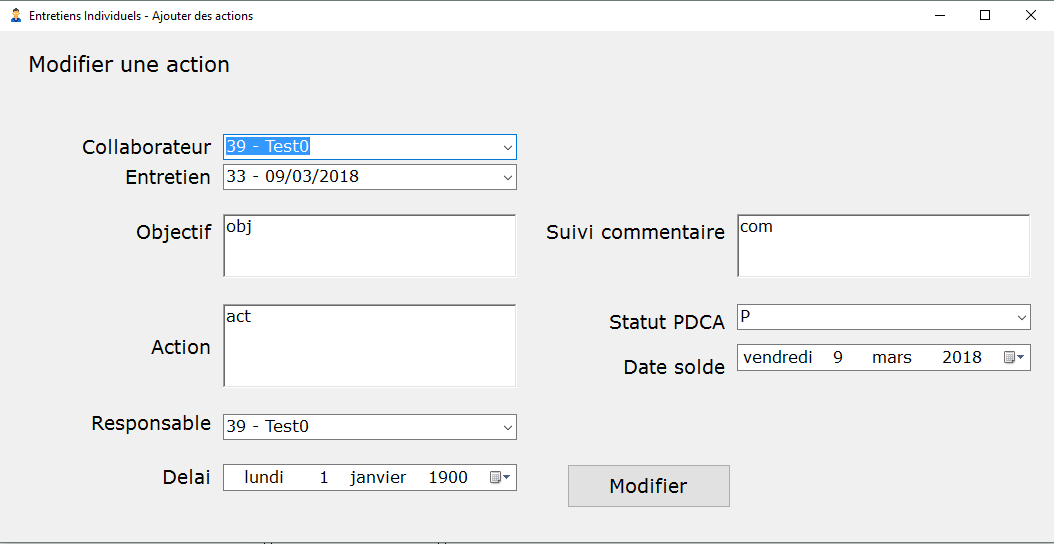 Entretiens Individuels - Ajouter des actions
Modifier une action
Collaborateur 39 - Test0
Entretien 33 - 09/03/2018
Objectif obj
Suivi commentaire com
Action act
Statut PDCA P
Date solde vendredi 9 mars 2018
Responsable 39 - Test0
Delai lundi 1 janvier 1900
Modifier